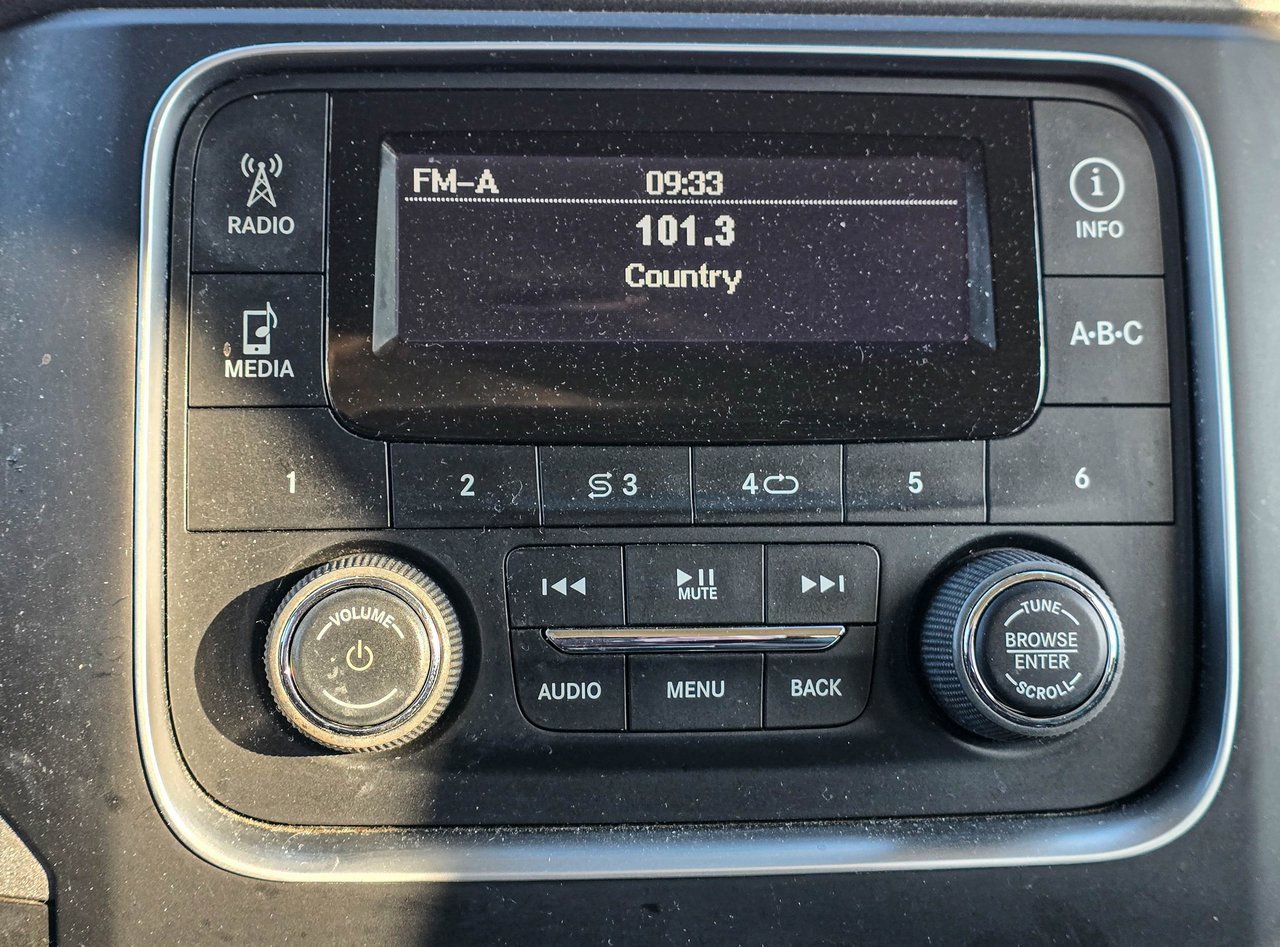 FM-A 09:33
101.3
Country
RADIO
MEDIA
i
INFO
A·B·C
1 2 3 4 5 6
MUTE
VOLUME
AUDIO MENU BACK
TUNE
BROWSE
ENTER
SCROLL